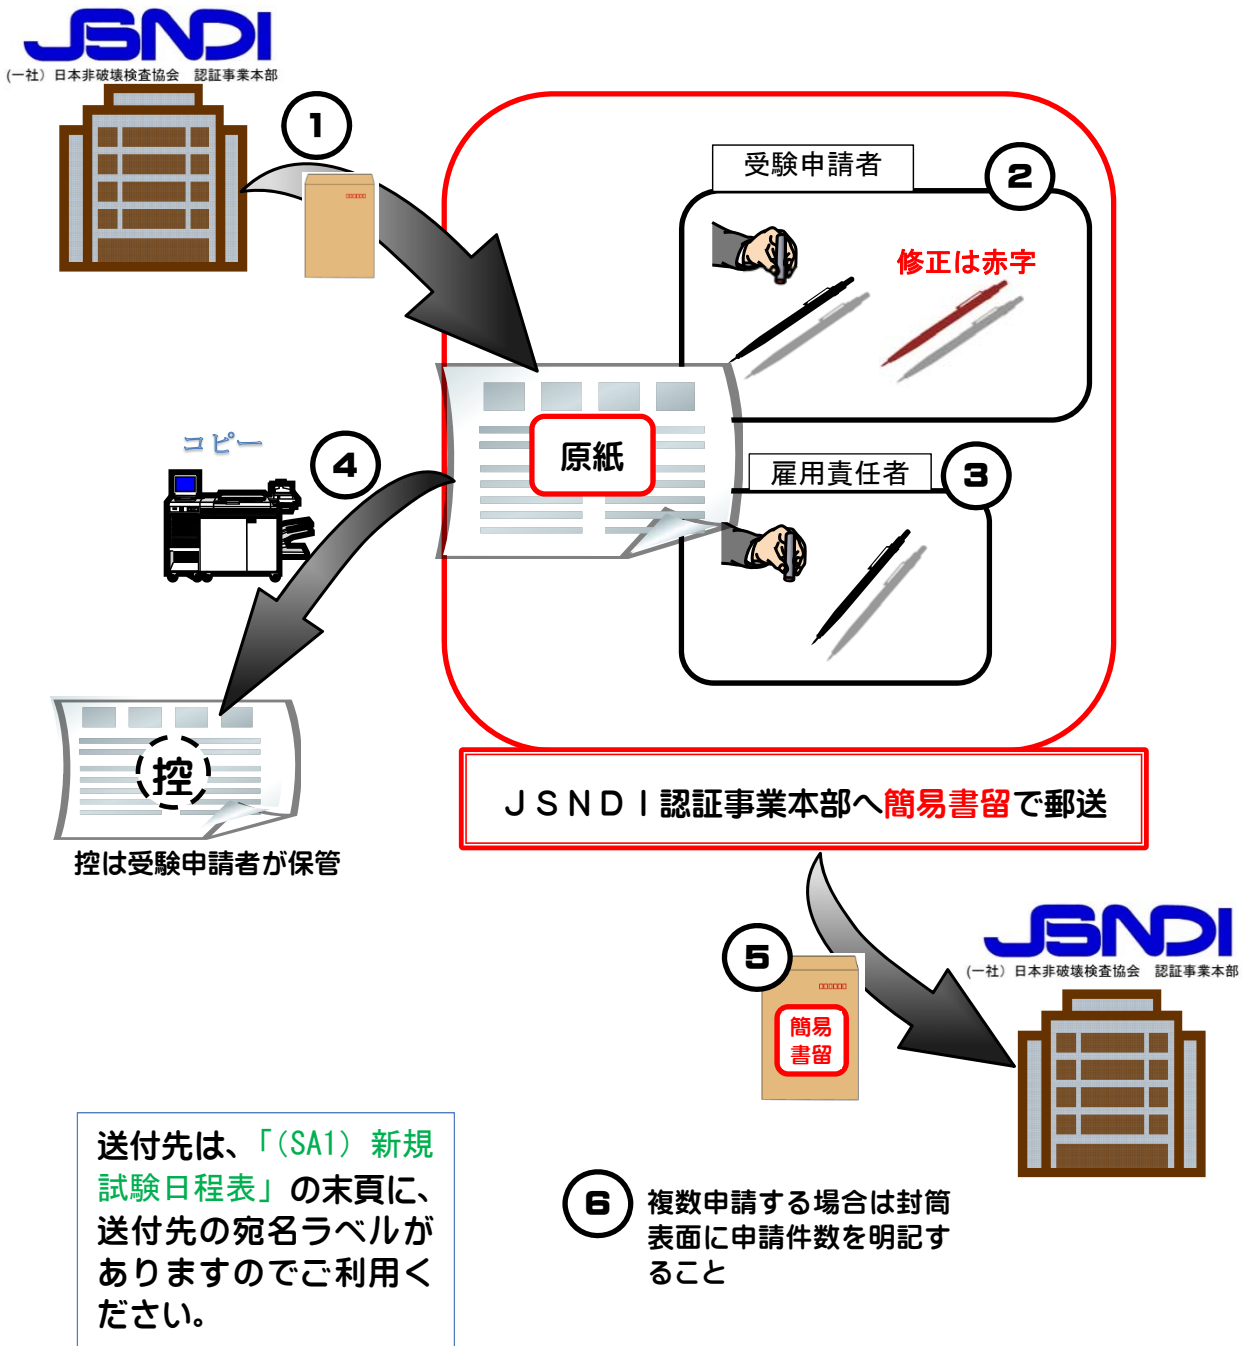 JSNDI
(一社)日本非破壊検査協会　認証事業本部
1
受験申請者
2
修正は赤字
原紙
雇用責任者
3
コピー
4
控
控は受験申請者が保管
ＪＳＮＤＩ認証事業本部へ簡易書留で郵送
5
簡易
書留
JSNDI
(一社)日本非破壊検査協会　認証事業本部
送付先は、「(SA1) 新規
試験日程表」の末頁に、
送付先の宛名ラベルが
ありますのでご利用く
ださい。
6
複数申請する場合は封筒
表面に申請件数を明記す
ること